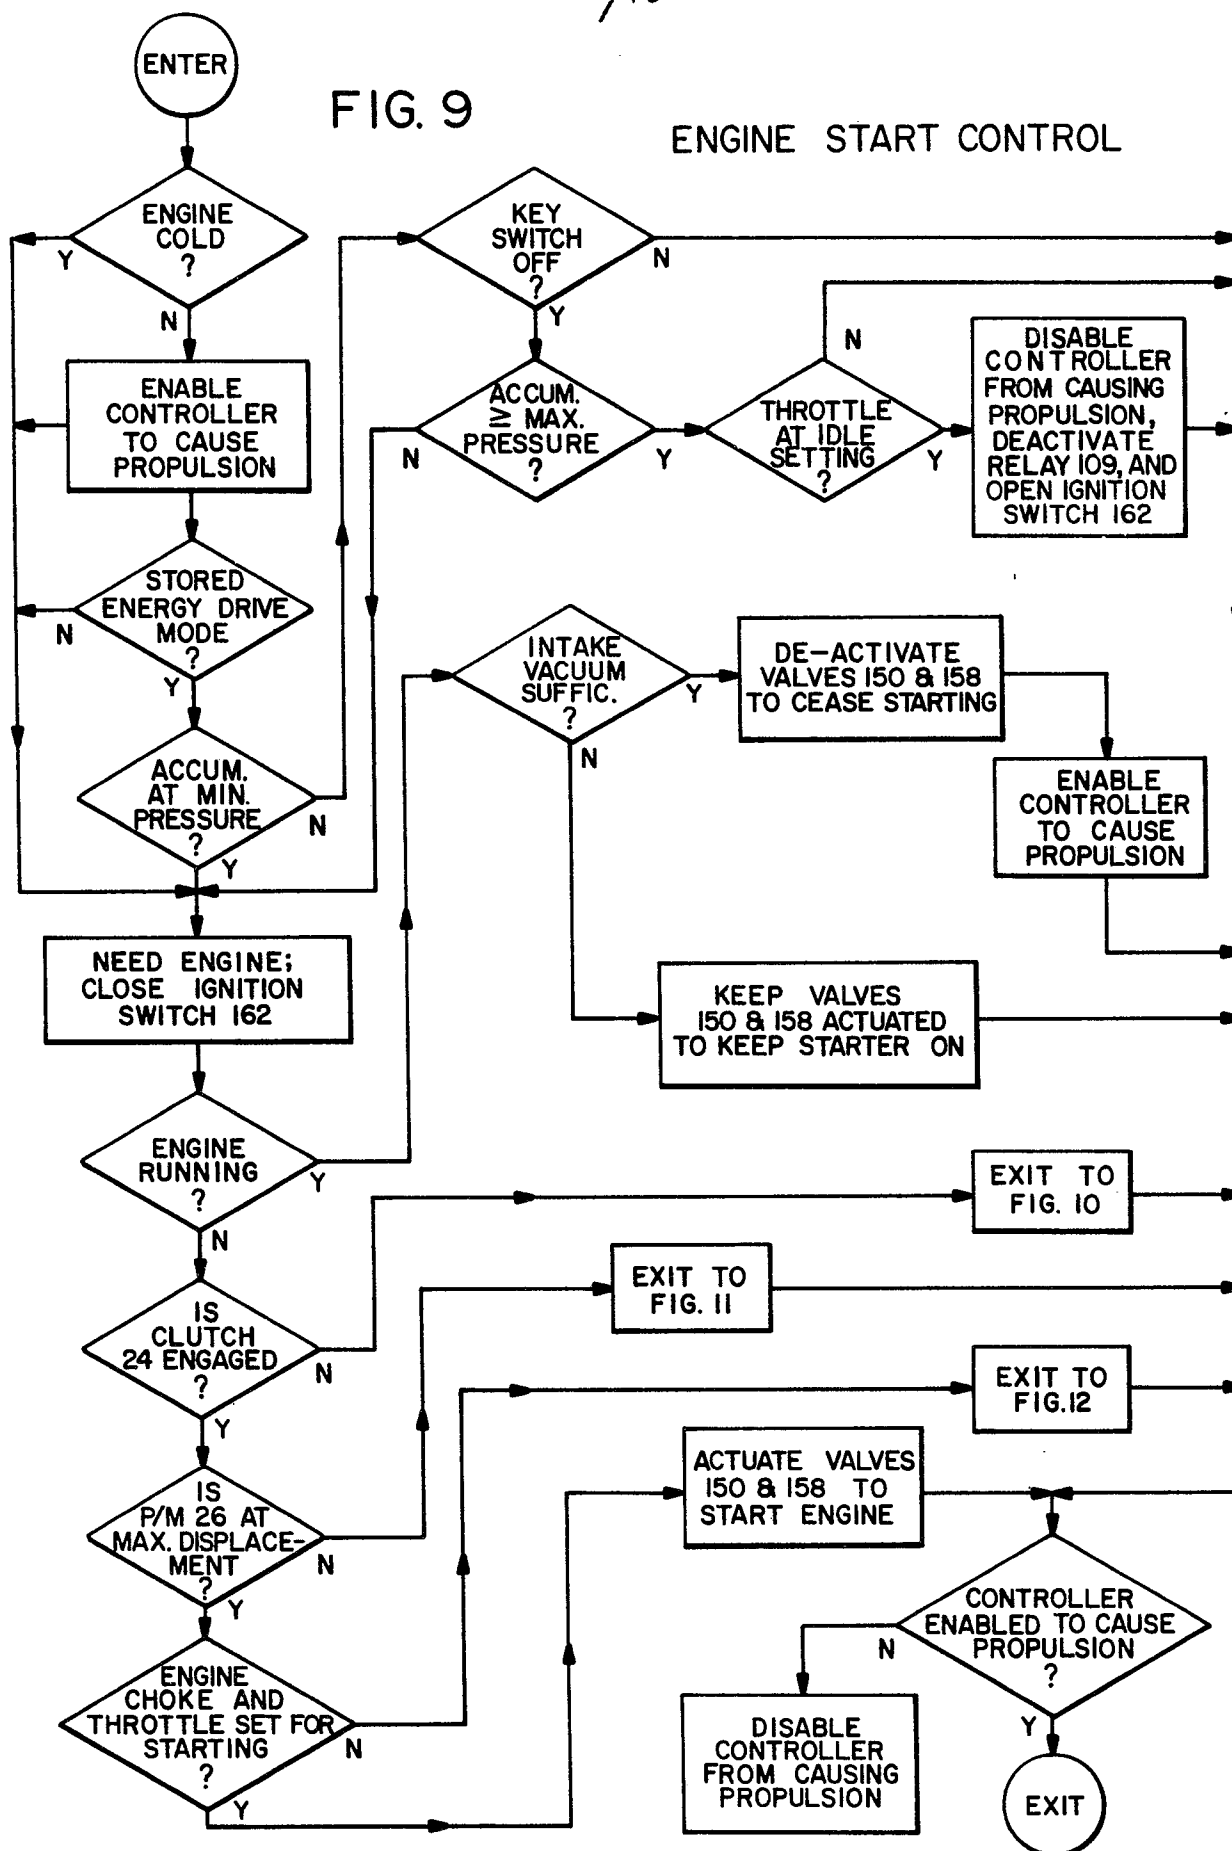 ENTER
FIG. 9
ENGINE START CONTROL
ENGINE
COLD
?
Y
N
ENABLE
CONTROLLER
TO CAUSE
PROPULSION
STORED
ENERGY DRIVE
MODE
?
N
Y
ACCUM.
AT MIN.
PRESSURE
?
N
Y
KEY
SWITCH
OFF
?
N
Y
ACCUM.
≥ MAX.
PRESSURE
?
N
Y
THROTTLE
AT IDLE
SETTING
?
N
Y
DISABLE
CONTROLLER
FROM CAUSING
PROPULSION,
DEACTIVATE
RELAY 109, AND
OPEN IGNITION
SWITCH 162
INTAKE
VACUUM
SUFFIC.
?
Y
N
DE-ACTIVATE
VALVES 150 & 158
TO CEASE STARTING
ENABLE
CONTROLLER
TO CAUSE
PROPULSION
KEEP VALVES
150 & 158 ACTUATED
TO KEEP STARTER ON
NEED ENGINE;
CLOSE IGNITION
SWITCH 162
ENGINE
RUNNING
?
Y
N
IS
CLUTCH
24 ENGAGED
?
N
Y
EXIT TO
FIG. 10
EXIT TO
FIG. 11
IS
P/M 26 AT
MAX. DISPLACE-
MENT
?
N
Y
EXIT TO
FIG. 12
ENGINE
CHOKE AND
THROTTLE SET FOR
STARTING
?
N
Y
ACTUATE VALVES
150 & 158 TO
START ENGINE
CONTROLLER
ENABLED TO CAUSE
PROPULSION
?
N
Y
DISABLE
CONTROLLER
FROM CAUSING
PROPULSION
EXIT